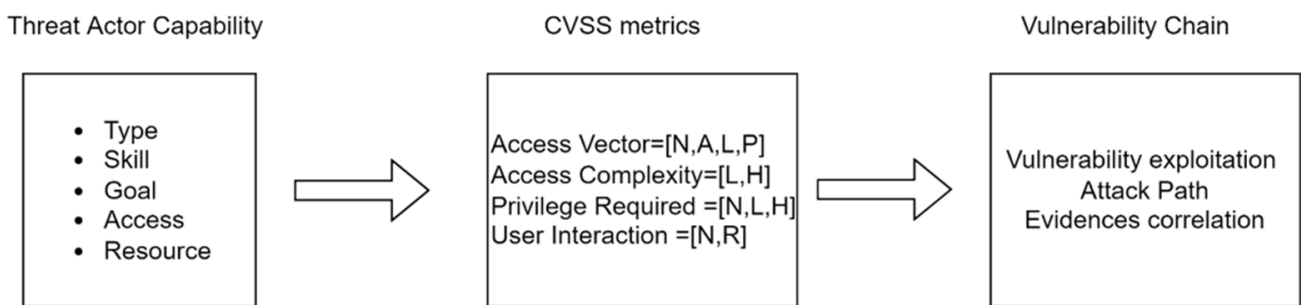 Threat Actor Capability
CVSS metrics
Vulnerability Chain
• Type
• Skill
• Goal
• Access
• Resource
Access Vector=[N,A,L,P]
Access Complexity=[L,H]
Privilege Required =[N,L,H]
User Interaction =[N,R]
Vulnerability exploitation
Attack Path
Evidences correlation